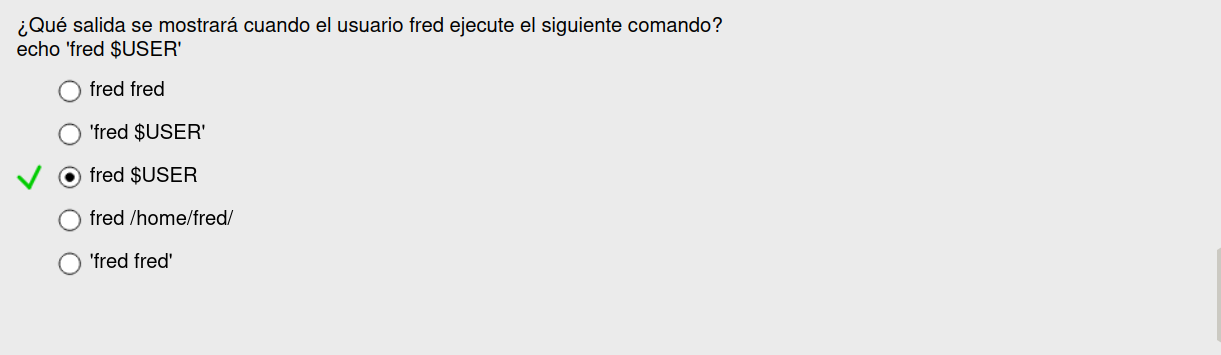 ¿Qué salida se mostrará cuando el usuario fred ejecute el siguiente comando?
echo 'fred $USER'
fred fred
'fred $USER'
fred $USER
fred /home/fred/
'fred fred'